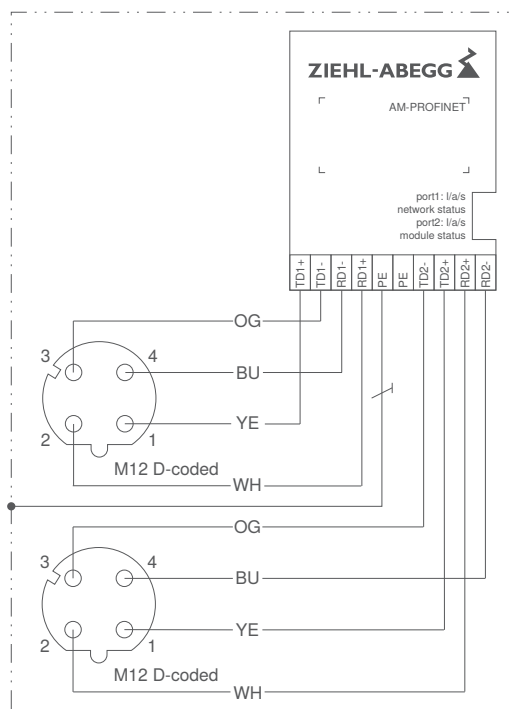 ZIEHL-ABEGG
AM-PROFINET
port1: l/a/s
network status
port2: l/a/s
module status
TD1+ TD1- RD1- RD1+ PE PE TD2- TD2+ RD2+ RD2-
OG
3 4
BU
YE
2 1
M12 D-coded
WH
OG
3 4
BU
YE
2 1
M12 D-coded
WH